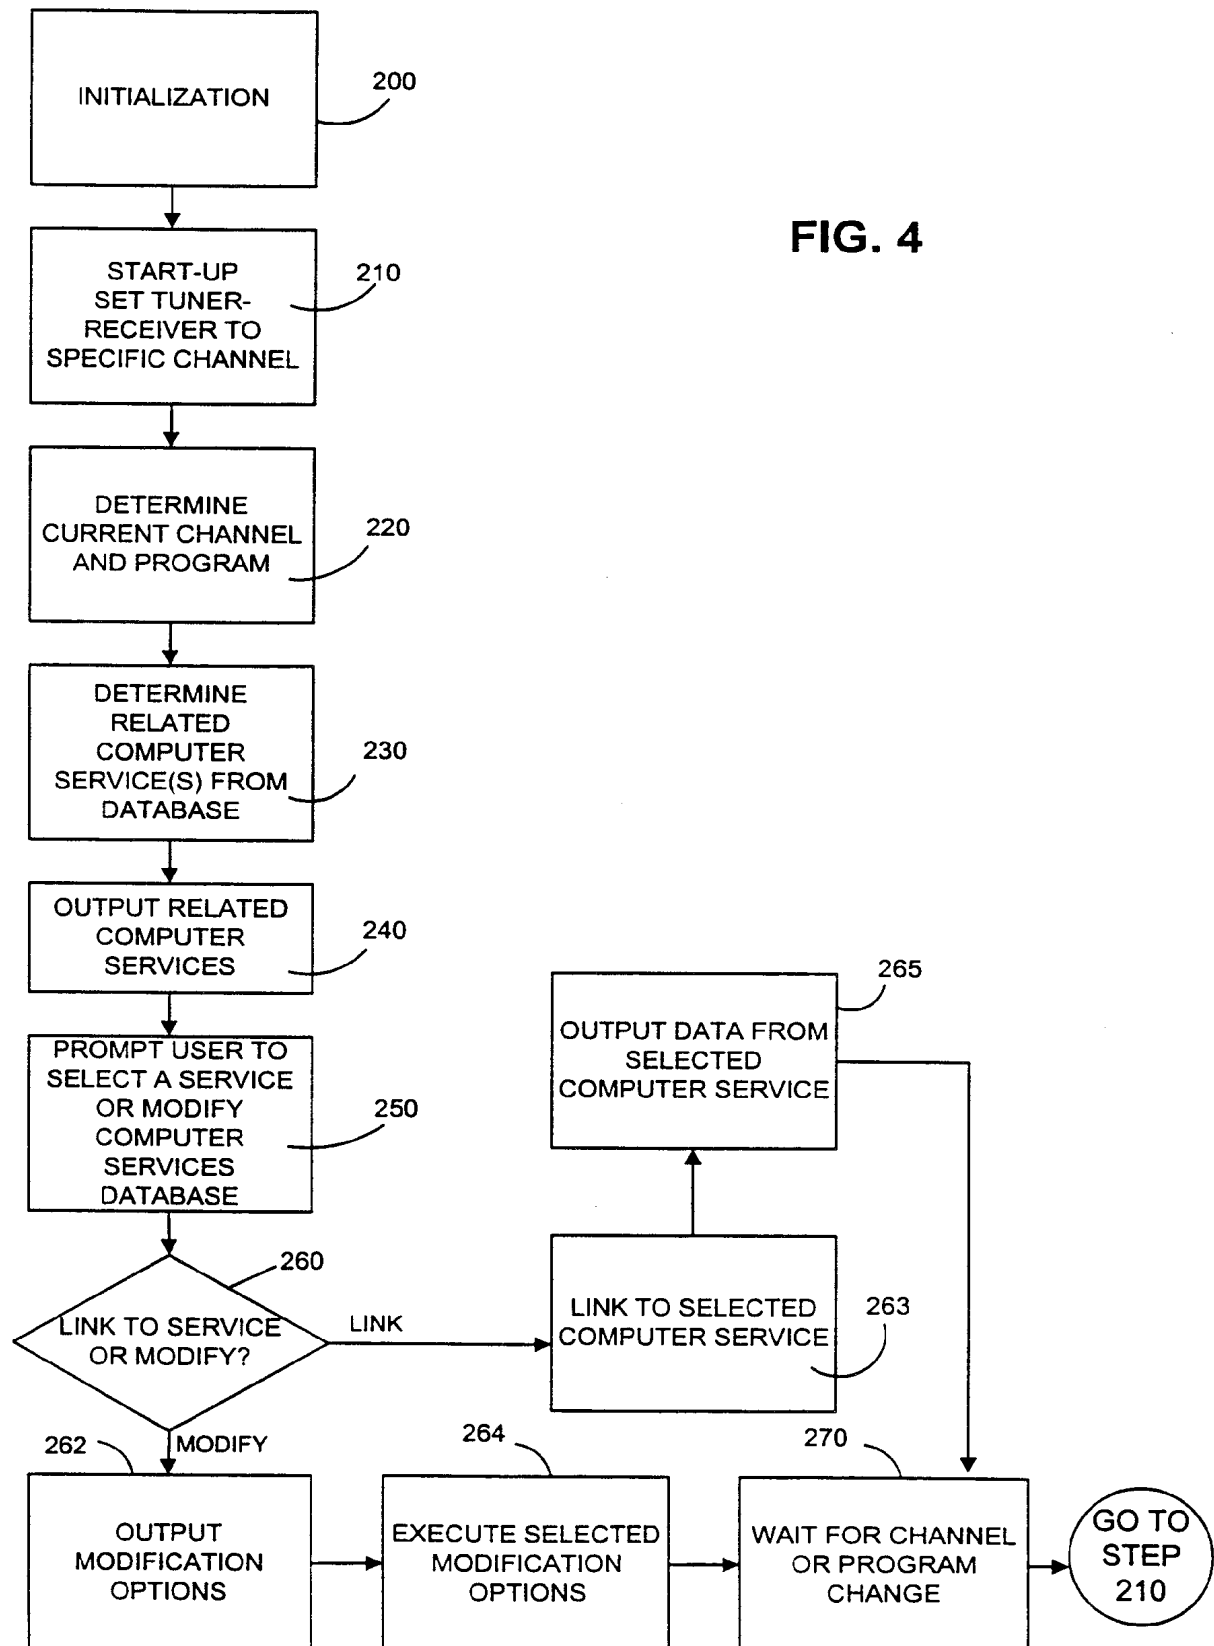 INITIALIZATION
200
FIG. 4
START-UP
SET TUNER-
RECEIVER TO
SPECIFIC CHANNEL
210
DETERMINE
CURRENT CHANNEL
AND PROGRAM
220
DETERMINE
RELATED
COMPUTER
SERVICE(S) FROM
DATABASE
230
OUTPUT RELATED
COMPUTER
SERVICES
240
PROMPT USER TO
SELECT A SERVICE
OR MODIFY
COMPUTER
SERVICES
DATABASE
250
265
OUTPUT DATA FROM
SELECTED
COMPUTER SERVICE
260
LINK TO SERVICE
OR MODIFY?
LINK
LINK TO SELECTED
COMPUTER SERVICE
263
MODIFY
262
OUTPUT
MODIFICATION
OPTIONS
264
EXECUTE SELECTED
MODIFICATION
OPTIONS
270
WAIT FOR CHANNEL
OR PROGRAM
CHANGE
GO TO
STEP
210